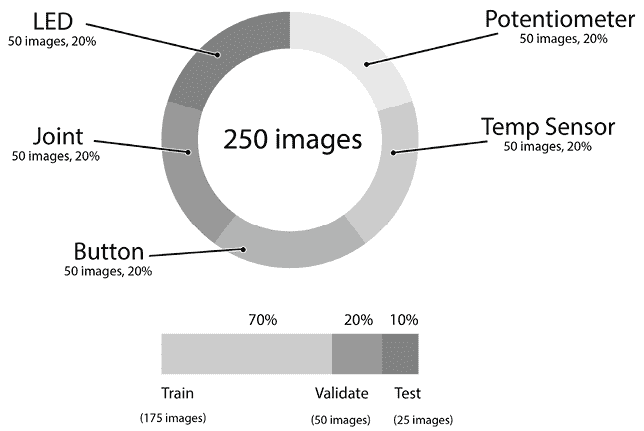 LED
50 images, 20%
Potentiometer
50 images, 20%
Joint
50 images, 20%
250 images
Temp Sensor
50 images, 20%
Button
50 images, 20%
70% 20% 10%
Train Validate Test
(175 images) (50 images) (25 images)